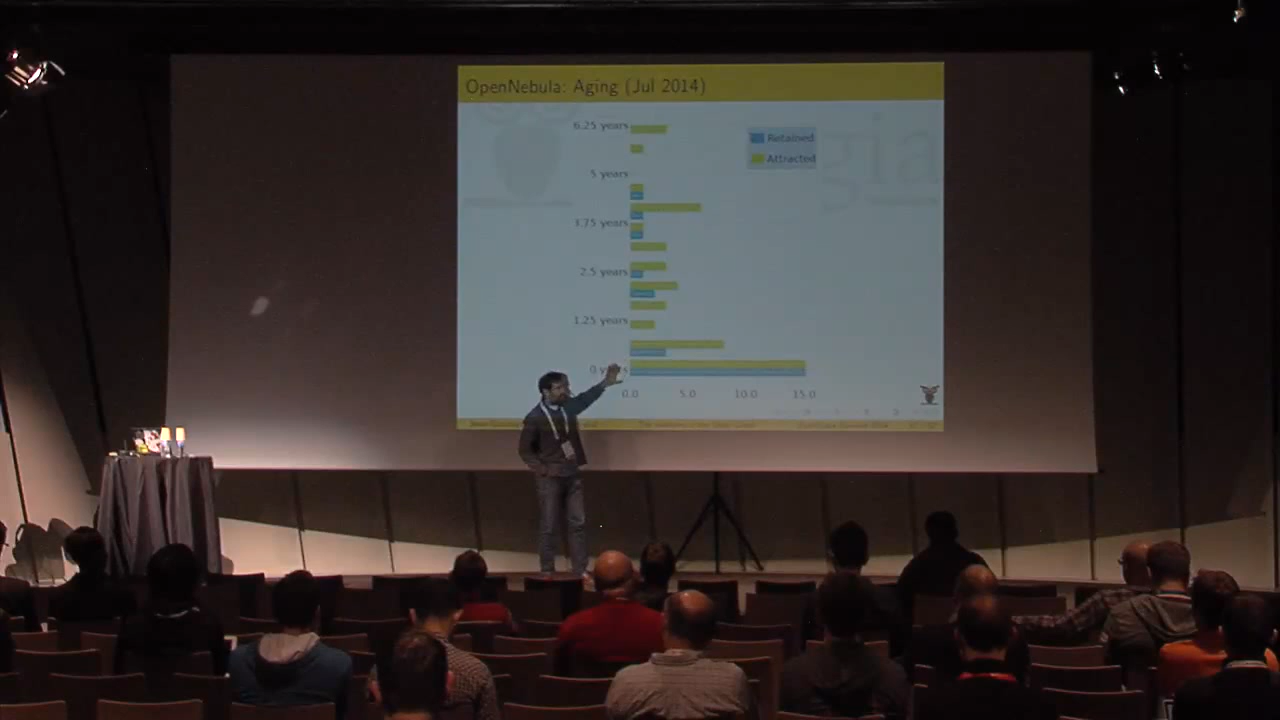 OpenNebula: Aging (Jul 2014)
6.25 years
Retained
Attracted
5 years
3.75 years
2.5 years
1.25 years
0
0.0 5.0 10.0 15.0